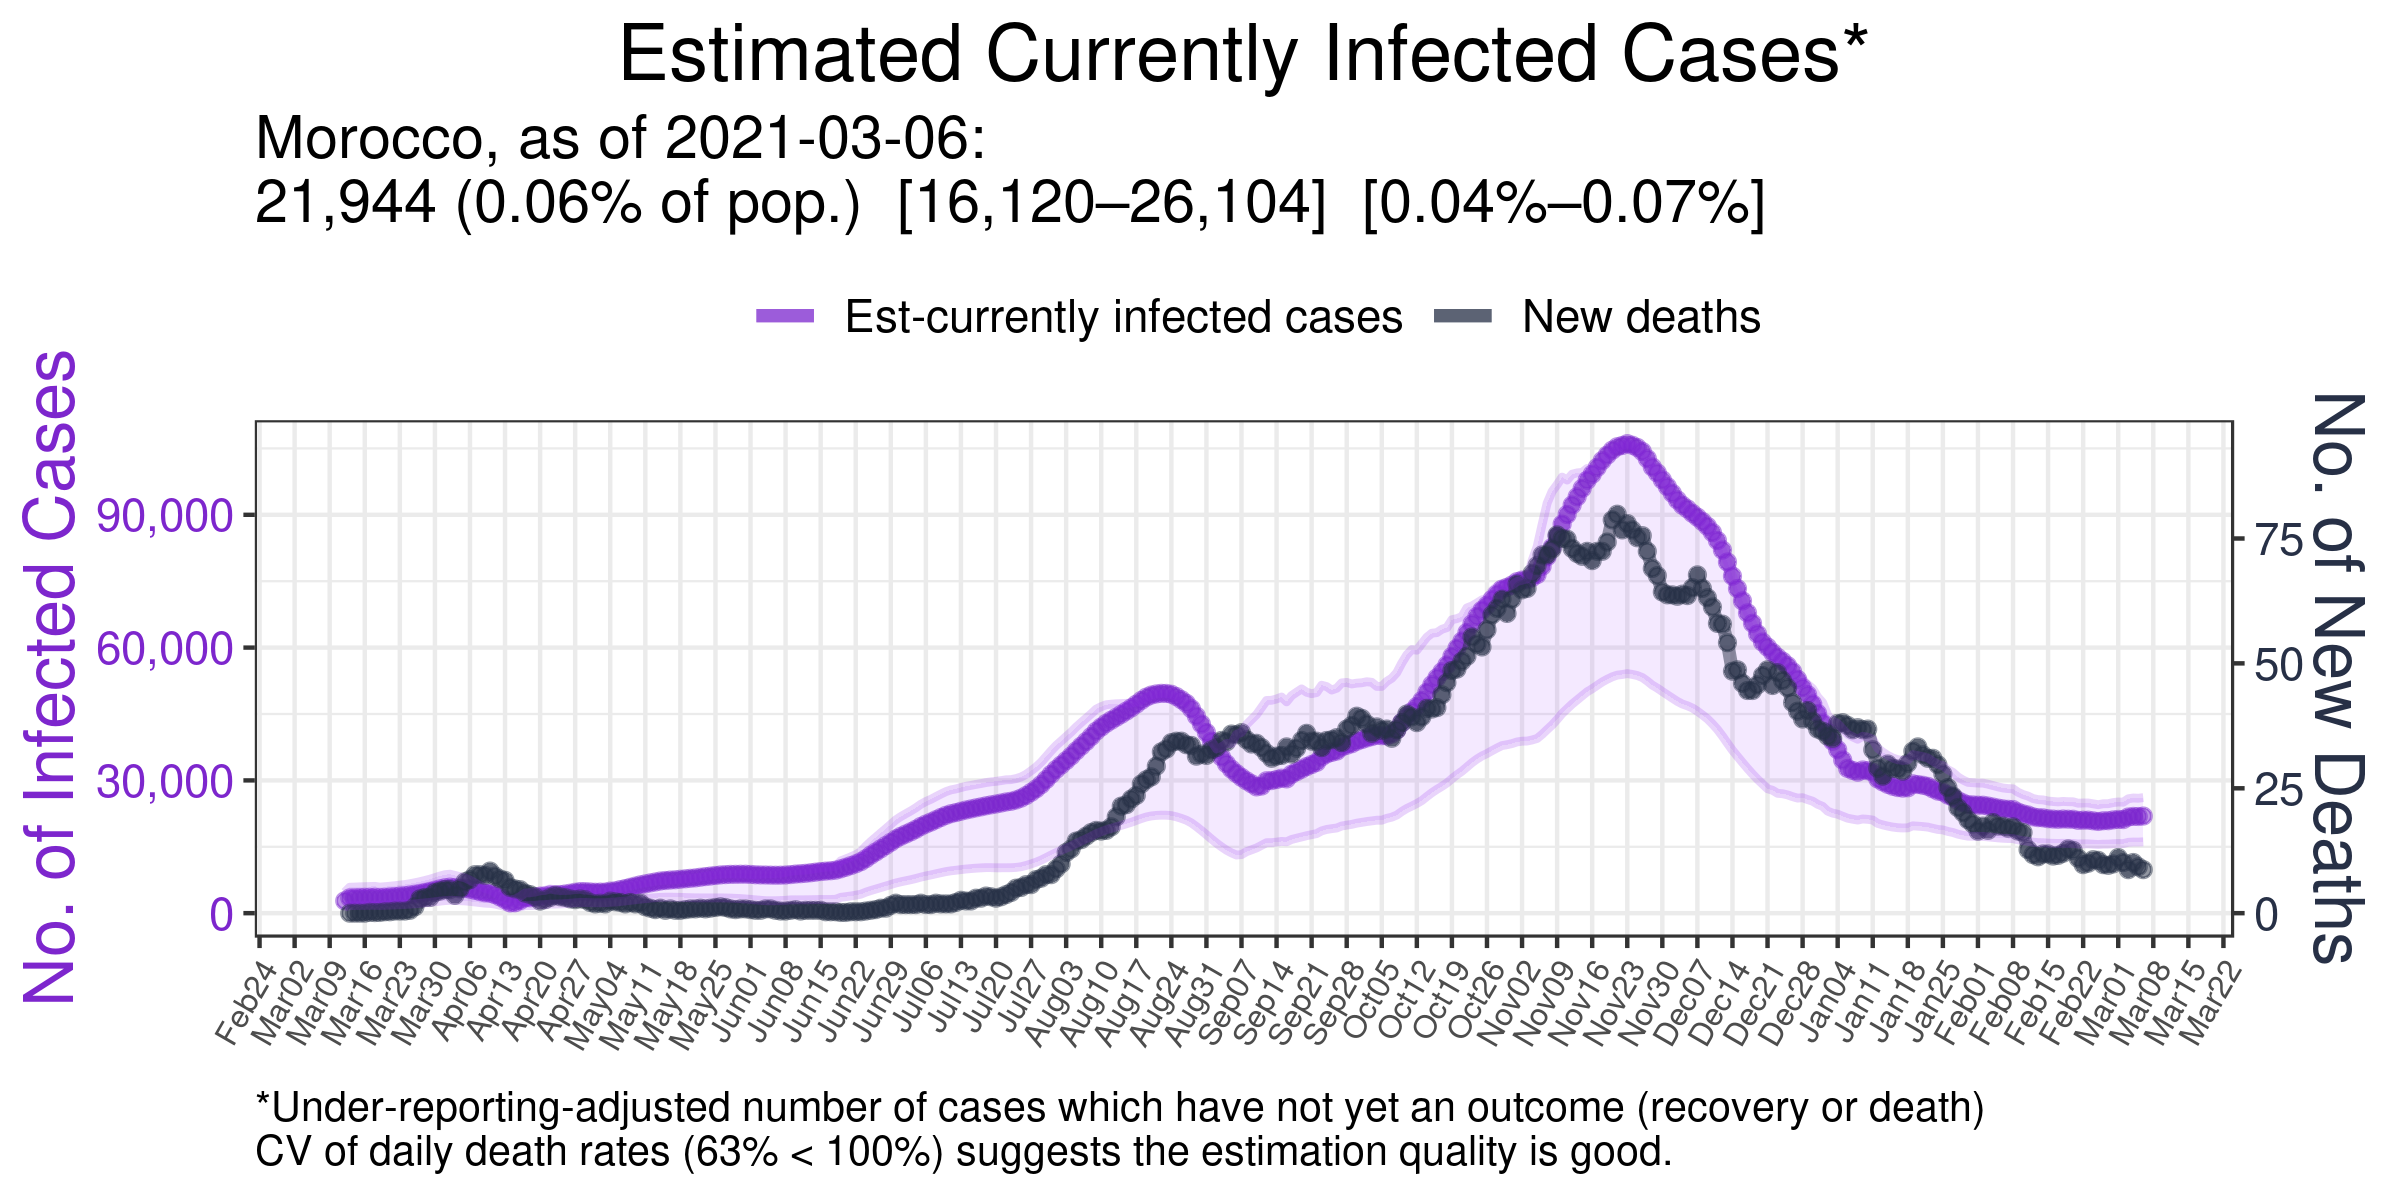 Estimated Currently Infected Cases*
Morocco, as of 2021-03-06:
21,944 (0.06% of pop.) [16,120–26,104] [0.04%–0.07%]
Est-currently infected cases
New deaths
No. of Infected Cases
90,000
60,000
30,000
0
75
50
25
0
No. of New Deaths
Feb24
Mar02
Mar09
Mar16
Mar23
Mar30
Apr06
Apr13
Apr20
Apr27
May04
May11
May18
May25
Jun01
Jun08
Jun15
Jun22
Jun29
Jul06
Jul13
Jul20
Jul27
Aug03
Aug10
Aug17
Aug24
Aug31
Sep07
Sep14
Sep21
Sep28
Oct05
Oct12
Oct19
Oct26
Nov02
Nov09
Nov16
Nov23
Nov30
Dec07
Dec14
Dec21
Dec28
Jan04
Jan11
Jan18
Jan25
Feb01
Feb08
Feb15
Feb22
Mar01
Mar08
Mar15
Mar22
*Under-reporting-adjusted number of cases which have not yet an outcome (recovery or death)
CV of daily death rates (63% < 100%) suggests the estimation quality is good.